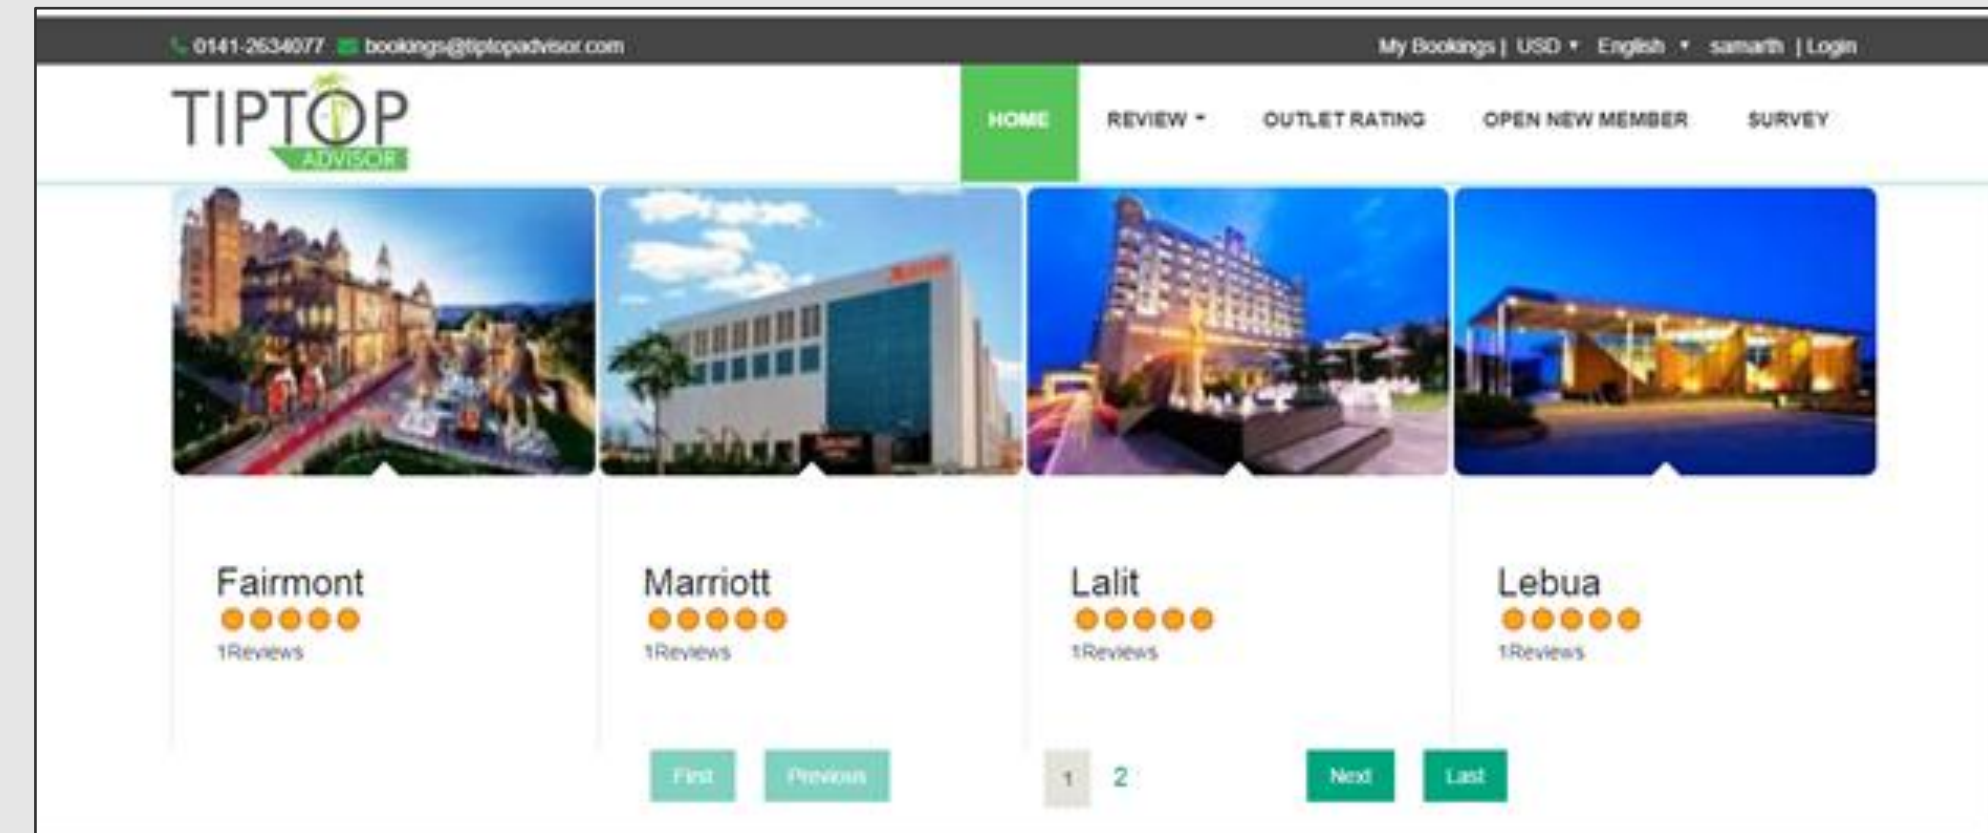 0141-2634077 bookings@tiptopadvisor.com My Bookings | USD English samarth | Login
TIPTOP
ADVISOR
HOME REVIEW OUTLET RATING OPEN NEW MEMBER SURVEY
Marriott
Fairmont Marriott Lalit Lebua
1Reviews 1Reviews 1Reviews 1Reviews
First Previous 1 2 Next Last